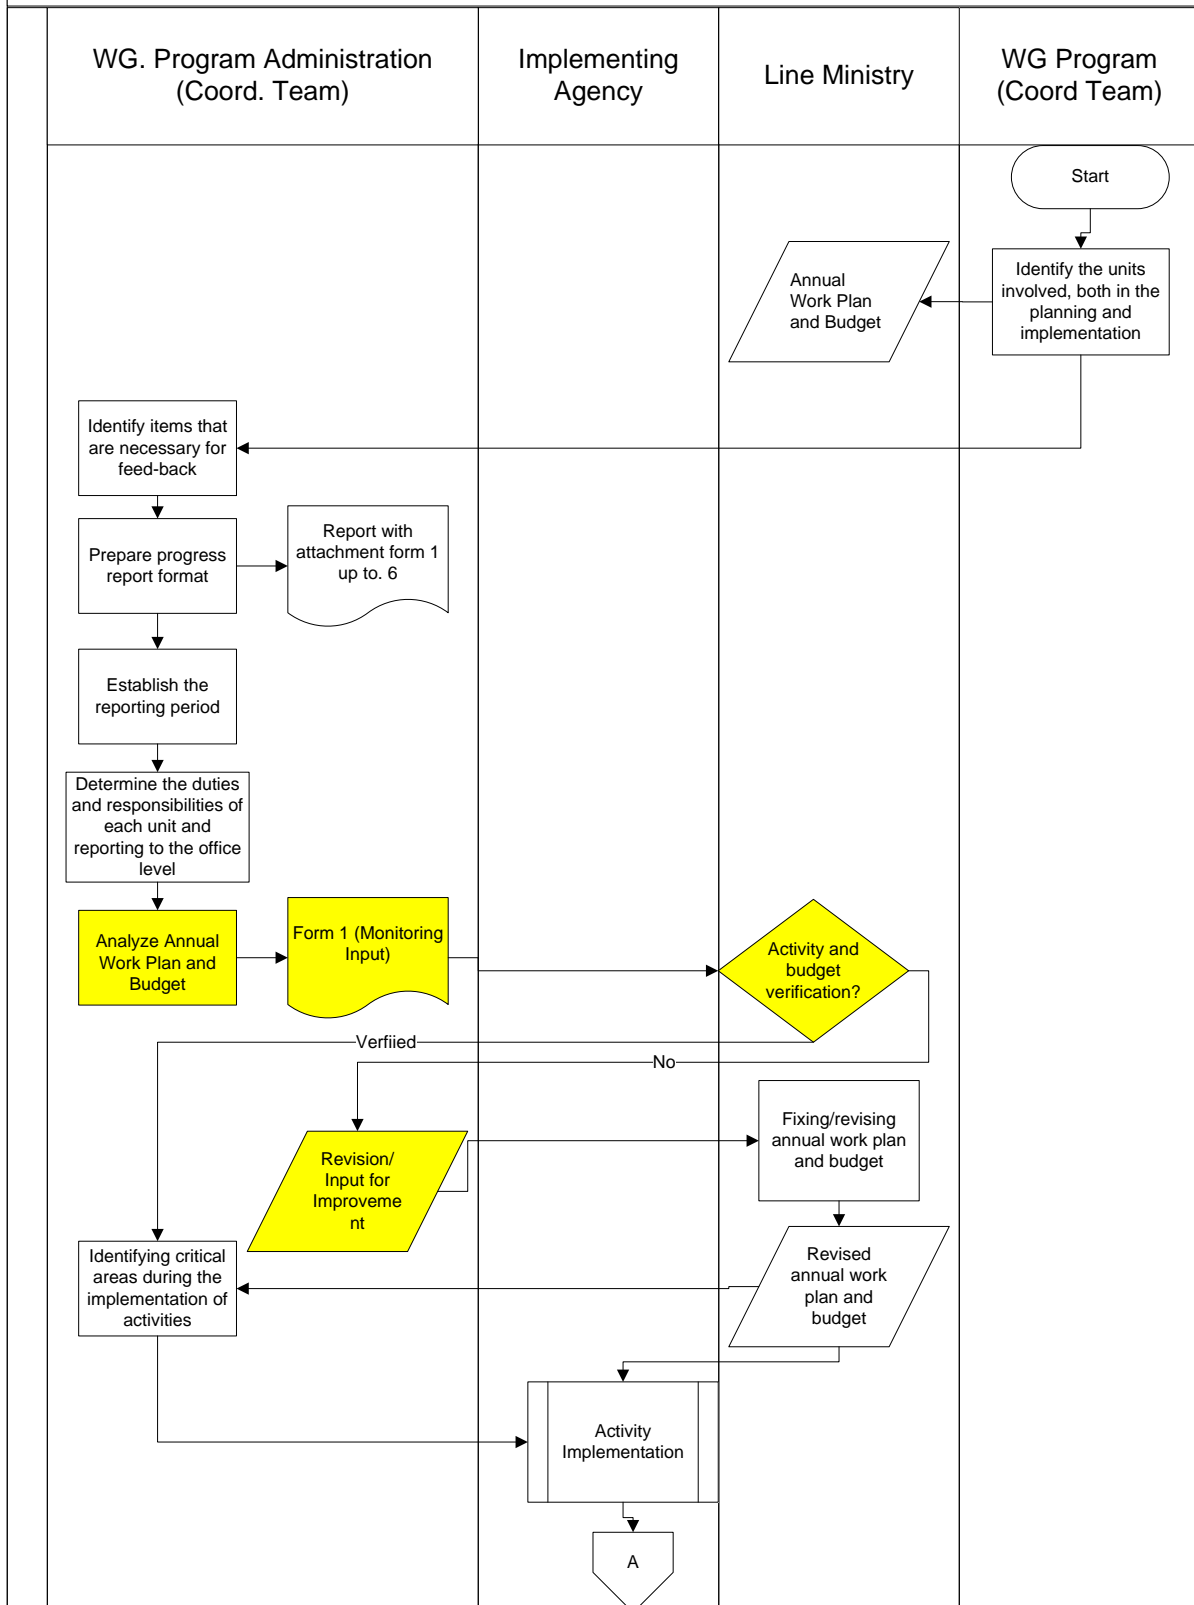 WG. Program Administration
(Coord. Team)
Implementing
Agency
Line Ministry
WG Program
(Coord Team)
Start
Identify the units
involved, both in the
planning and
implementation
Annual
Work Plan
and Budget
Identify items that
are necessary for
feed-back
Prepare progress
report format
Report with
attachment form 1
up to. 6
Establish the
reporting period
Determine the duties
and responsibilities of
each unit and
reporting to the office
level
Analyze Annual
Work Plan and
Budget
Form 1 (Monitoring
Input)
Activity and
budget
verification?
Verfiied
No
Fixing/revising
annual work plan
and budget
Revision/
Input for
Improveme
nt
Identifying critical
areas during the
implementation of
activities
Revised
annual work
plan and
budget
Activity
Implementation
A